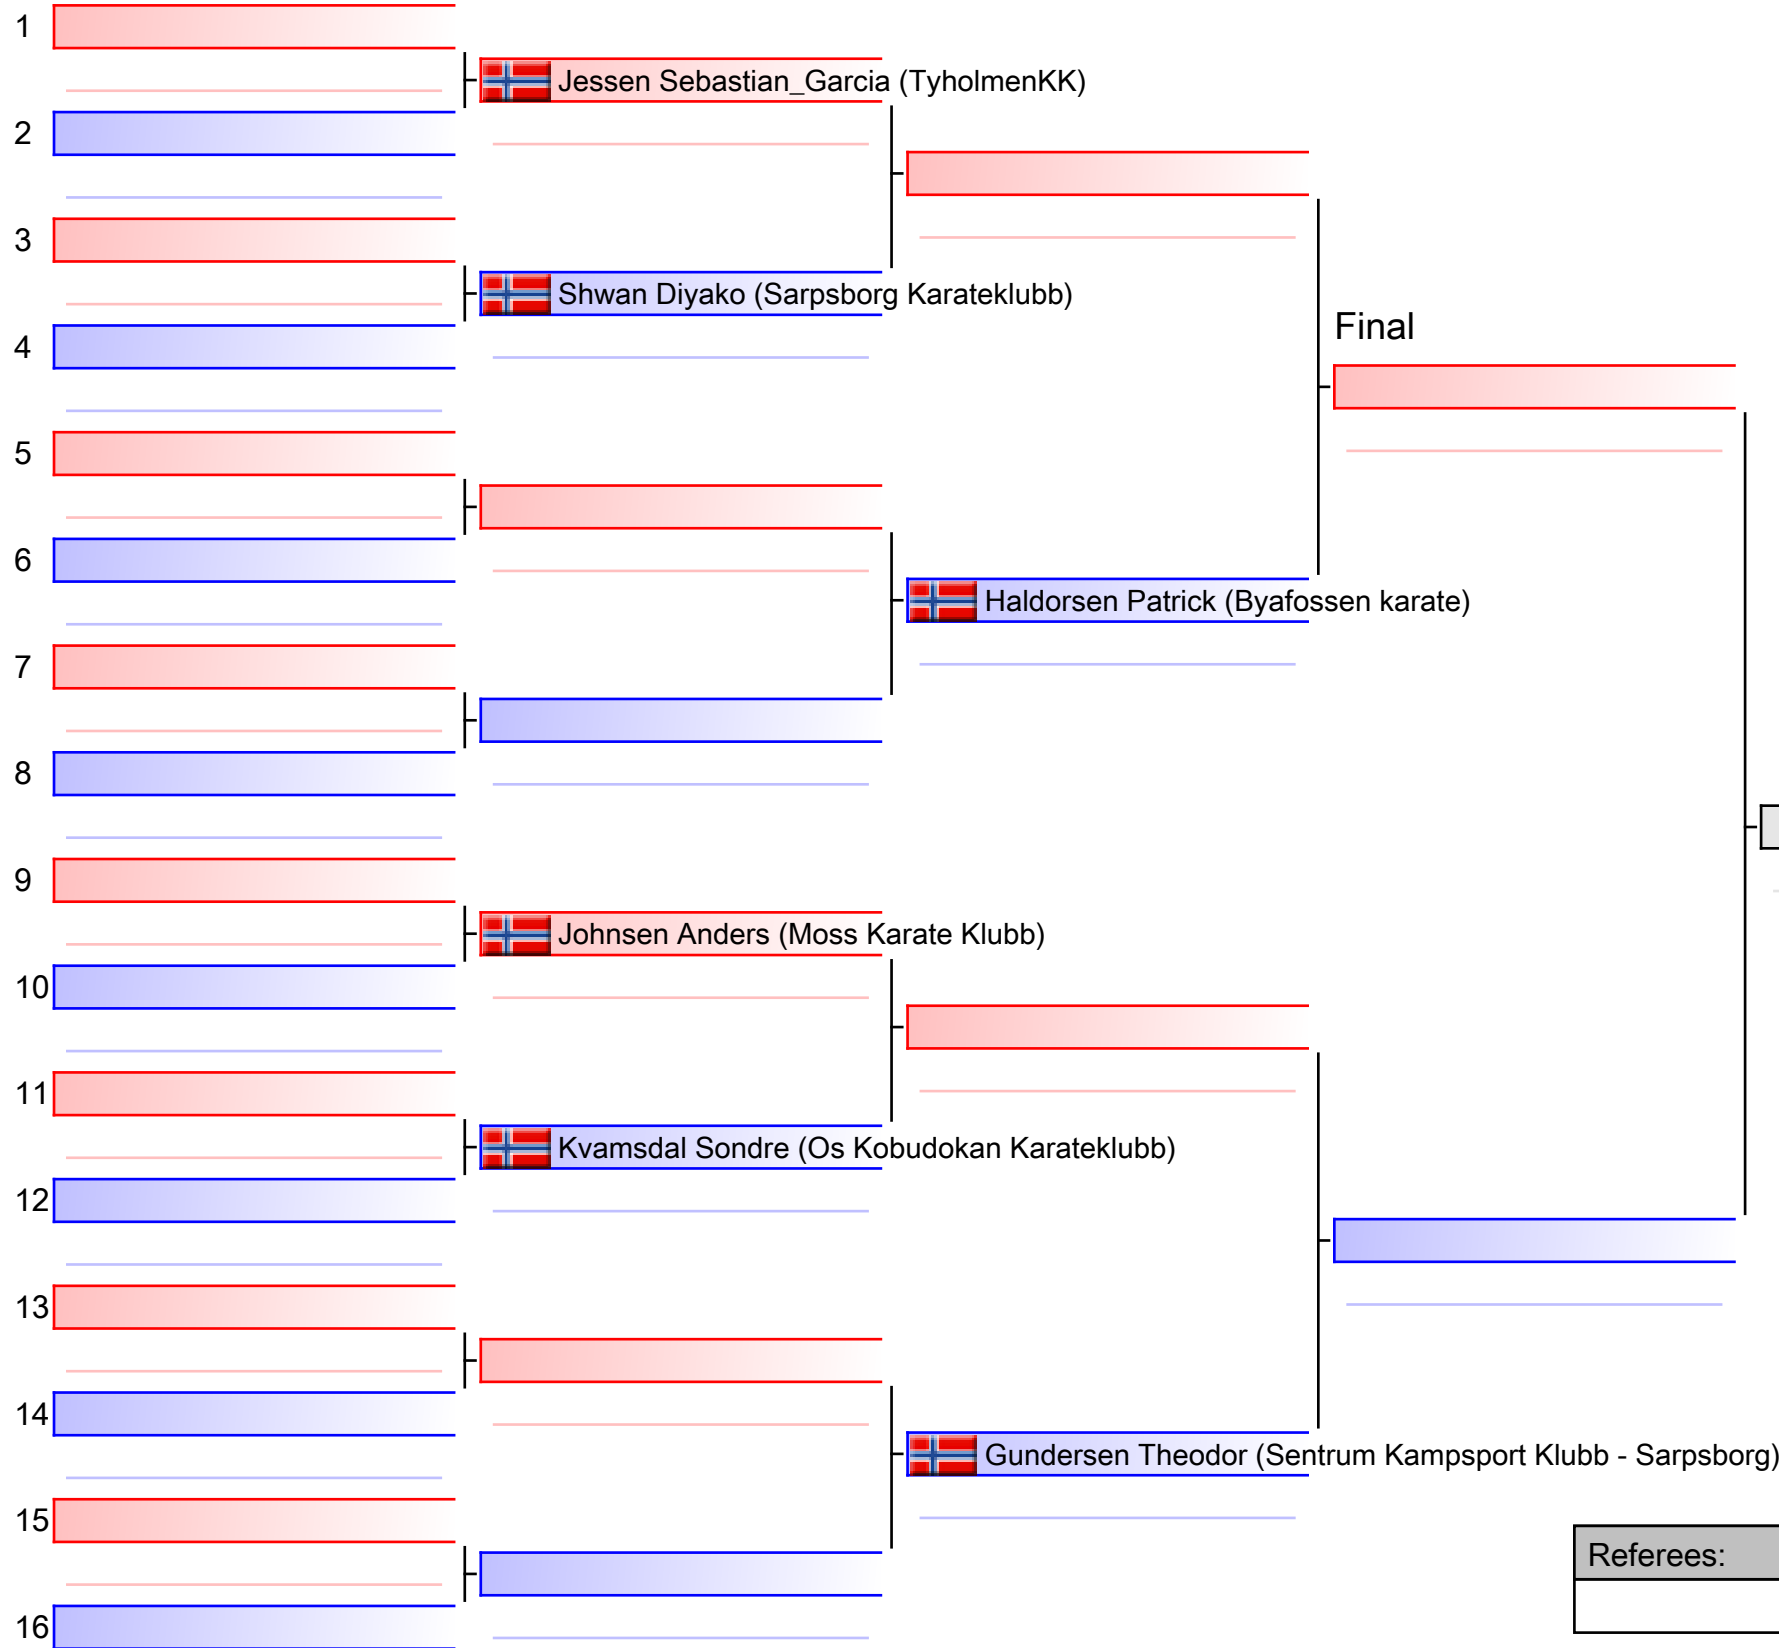 1
Jessen Sebastian_Garcia (TyholmenKK)
2
3
Shwan Diyako (Sarpsborg Karateklubb)
4
Final
5
6
Haldorsen Patrick (Byafossen karate)
7
8
9
Johnsen Anders (Moss Karate Klubb)
10
11
Kvamsdal Sondre (Os Kobudokan Karateklubb)
12
13
14
Gundersen Theodor (Sentrum Kampsport Klubb - Sarpsborg)
15
Referees:
16